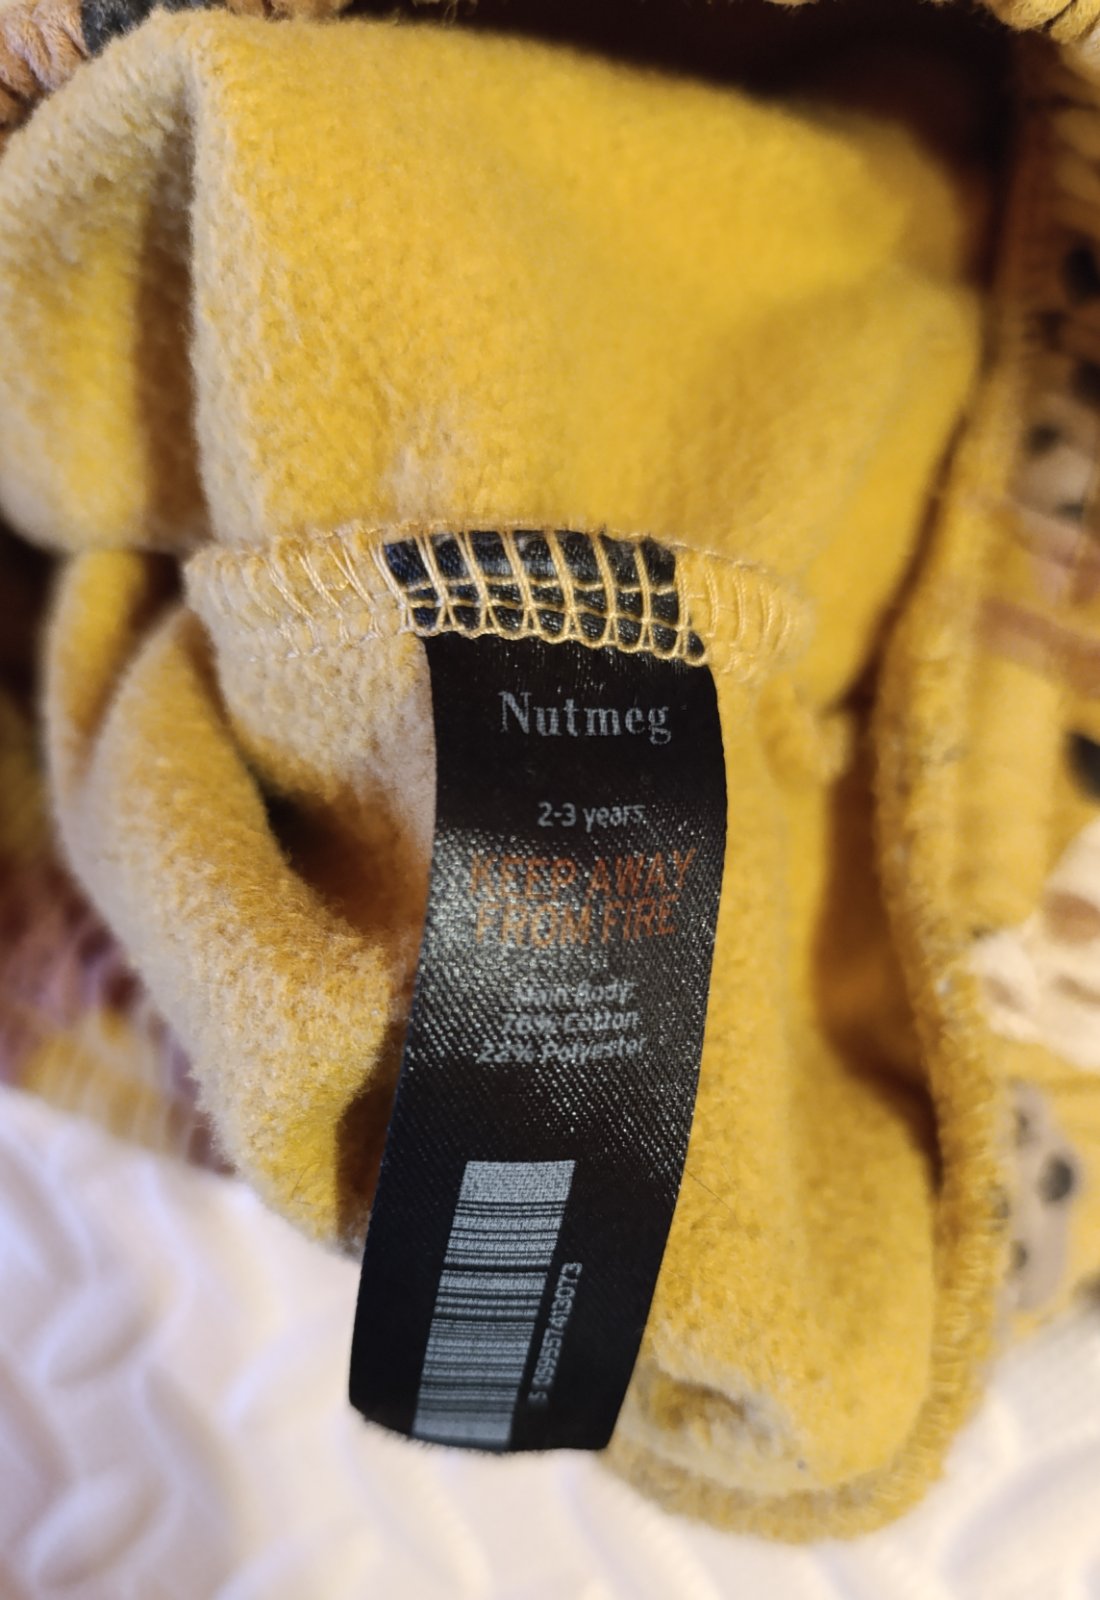 Nutmeg
2-3 years
KEEP AWAY
FROM FIRE
Main Body
78% Cotton
22% Polyester
5 059557413073